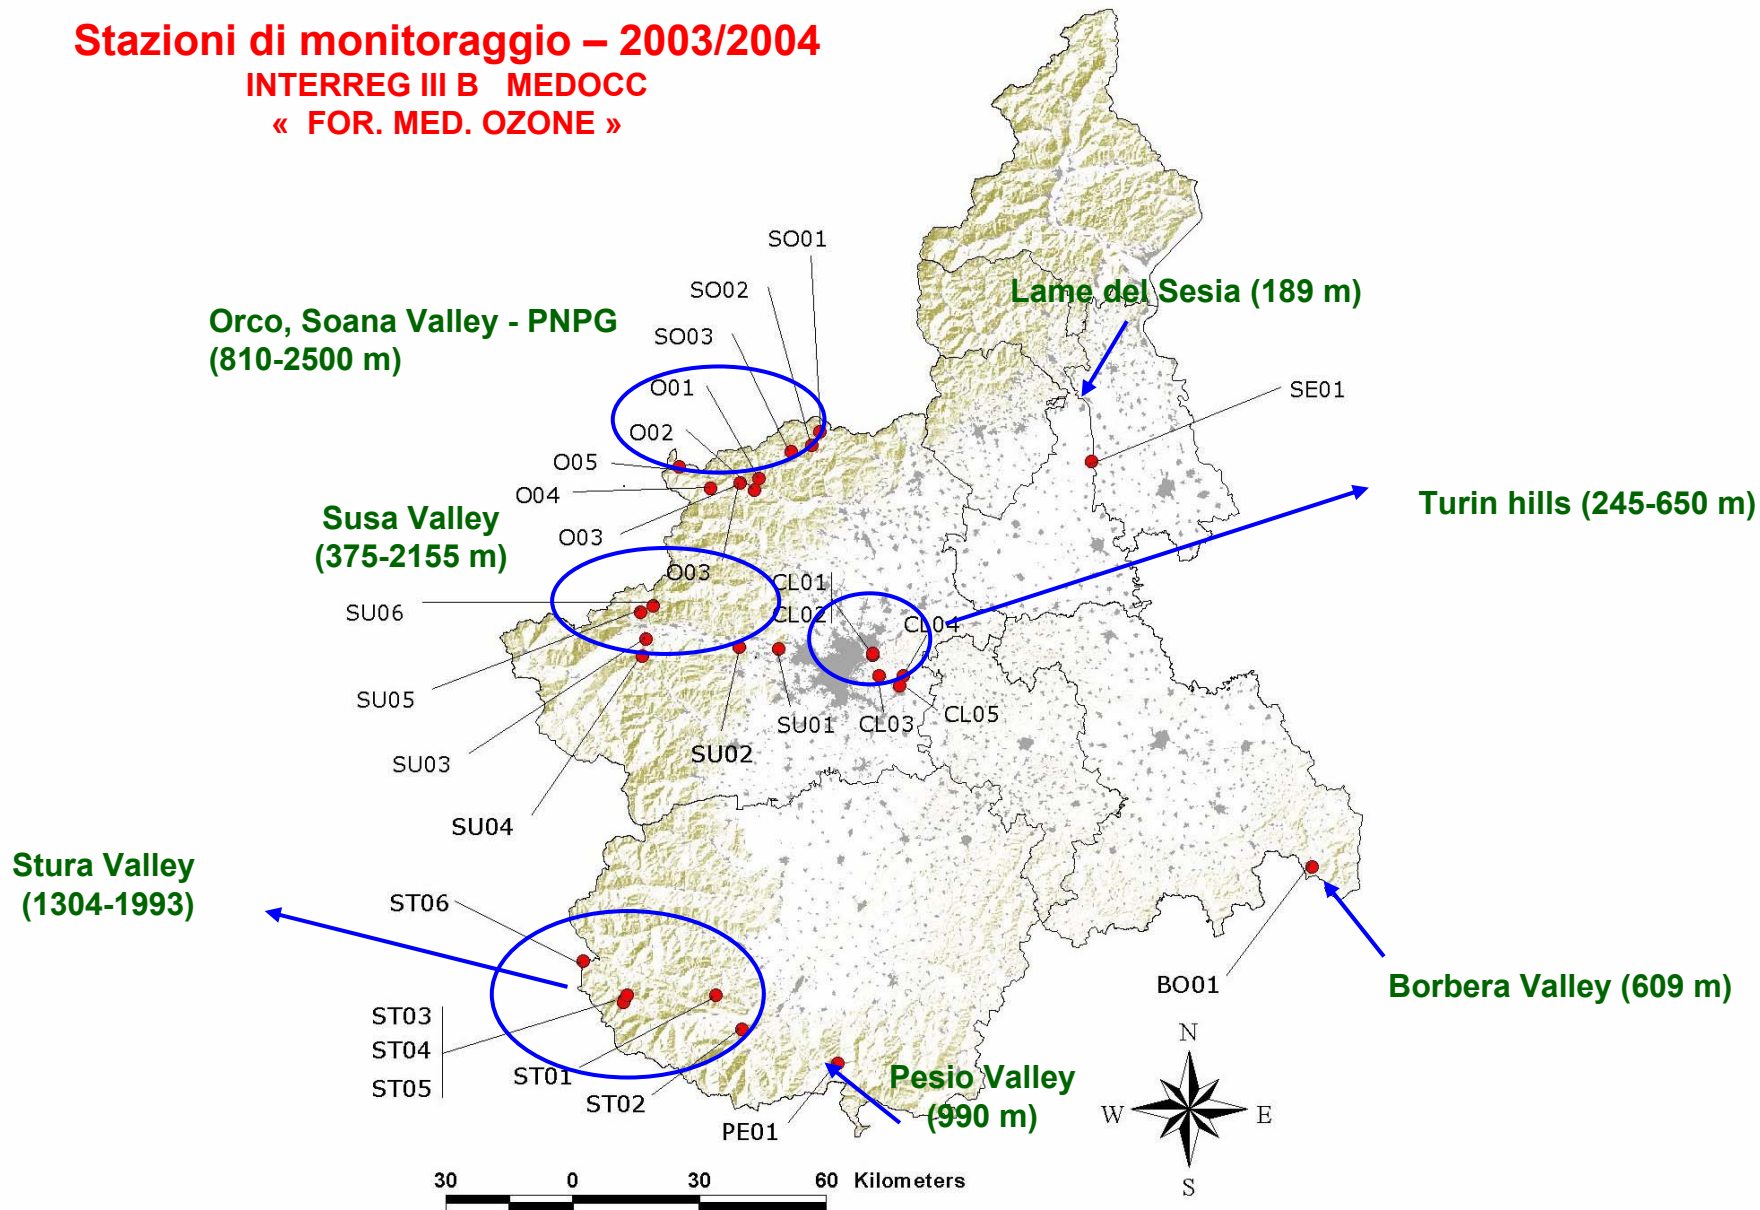 Stazioni di monitoraggio – 2003/2004
INTERREG III B MEDOCC
« FOR. MED. OZONE »
SO01
SO02
SO03
Lame del Sesia (189 m)
Orco, Soana Valley - PNPG
(810-2500 m)
O01
O02
O05
O04
O03
SE01
Susa Valley
(375-2155 m)
Turin hills (245-650 m)
O03
CL01
CL02
CL04
SU06
SU05
SU03
SU04
SU02
SU01
CL03
CL05
Stura Valley
(1304-1993)
ST06
ST03
ST04
ST05
ST01
ST02
PE01
Pesio Valley
(990 m)
BO01
Borbera Valley (609 m)
N
W
E
S
30 0 30 60 Kilometers